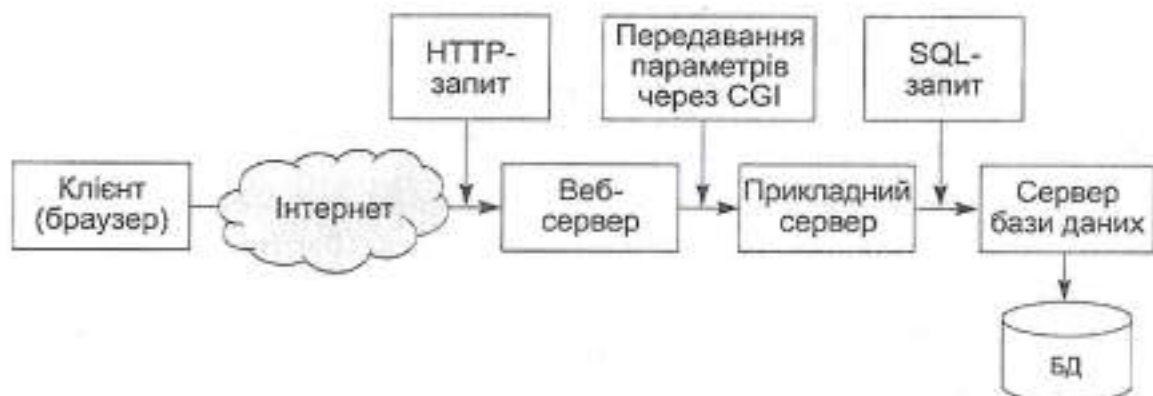 HTTP-
запит
Передавання
параметрів
через CGI
SQL-
запит
Клієнт
(браузер)
Інтернет
Веб-
сервер
Прикладний
сервер
Сервер
бази даних
БД